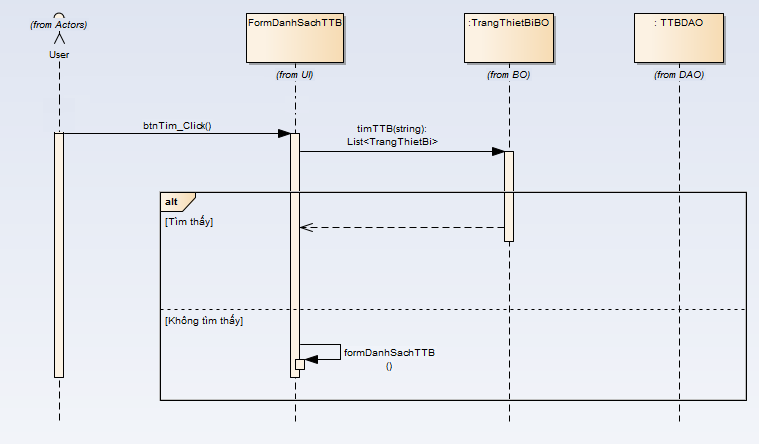 (from Actors)
User
FormDanhSachTTB
(from UI)
:TrangThietBiBO
(from BO)
: TTBDAO
(from DAO)
btnTim_Click()
timTTB(string):
List<TrangThietBi>
alt
[Tìm thấy]
[Không tìm thấy]
formDanhSachTTB
()